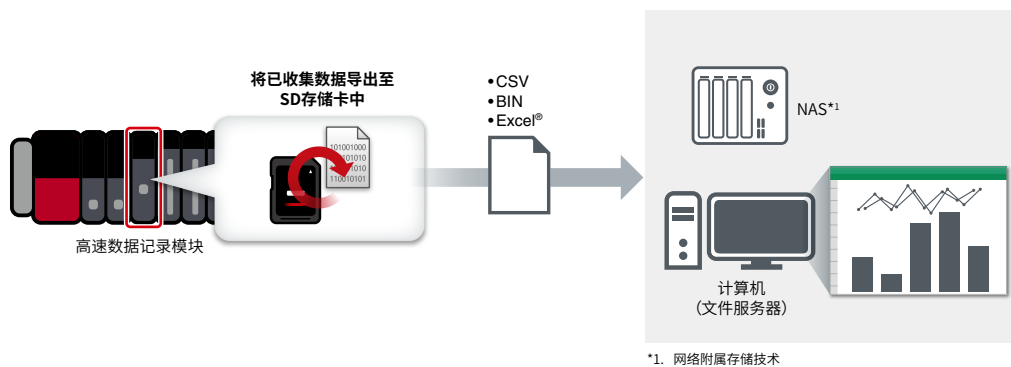 将已收集数据导出至
SD存储卡中
101001000
110010101
高速数据记录模块
•CSV
•BIN
•Excel®
NAS*1
计算机
（文件服务器）
*1. 网络附属存储技术